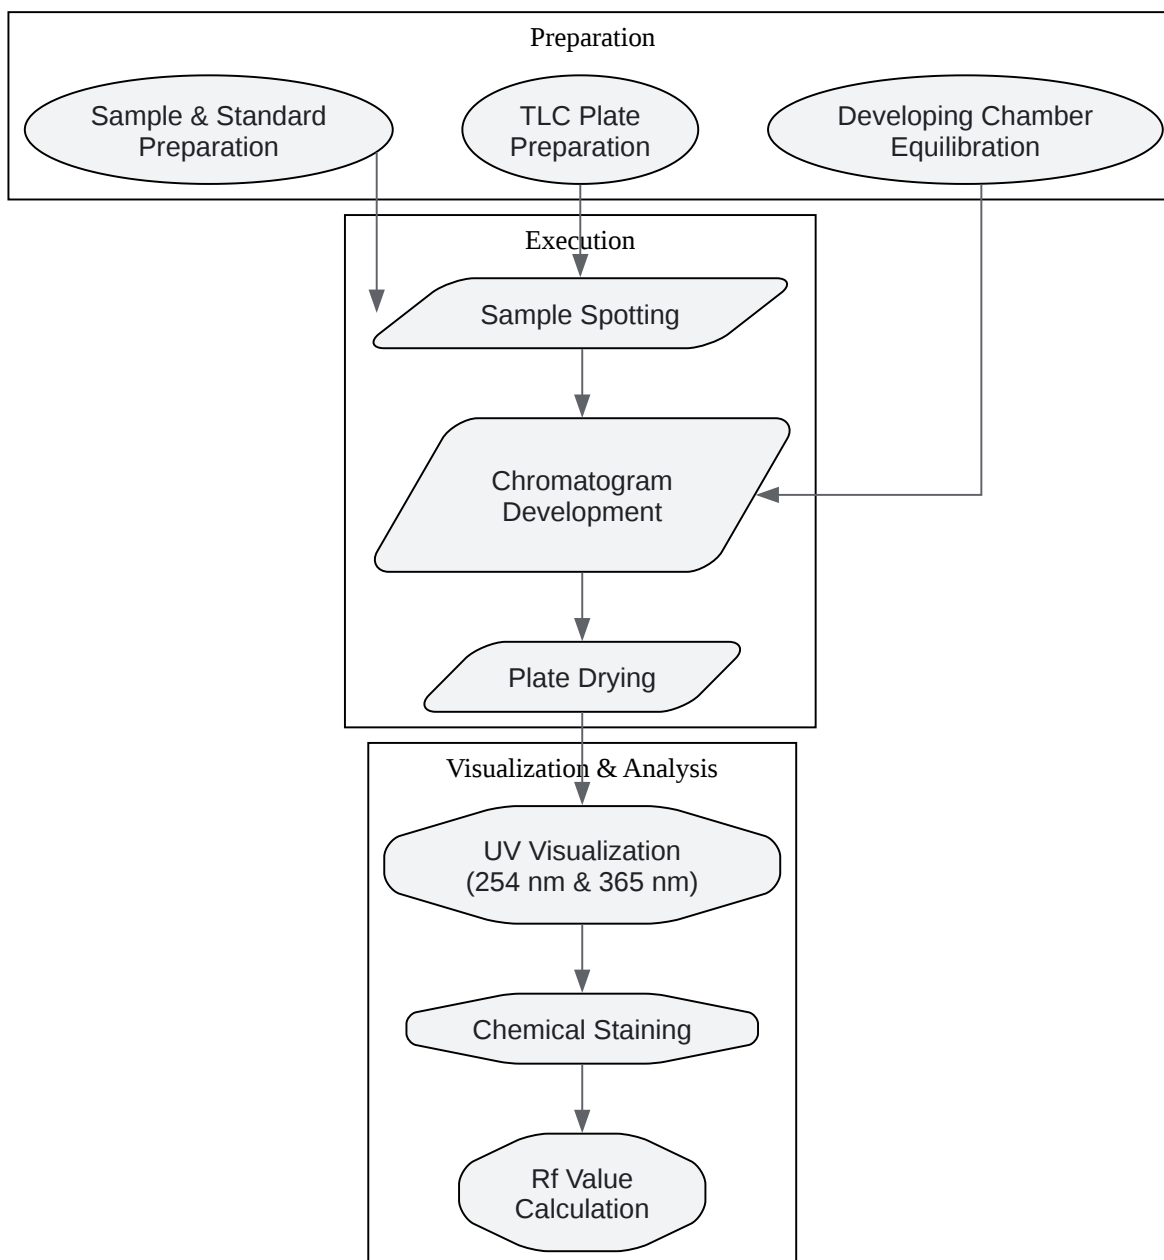 Preparation
Sample & Standard
Preparation
TLC Plate
Preparation
Developing Chamber
Equilibration
Execution
Sample Spotting
Chromatogram
Development
Plate Drying
Visualization & Analysis
UV Visualization
(254 nm & 365 nm)
Chemical Staining
Rf Value
Calculation